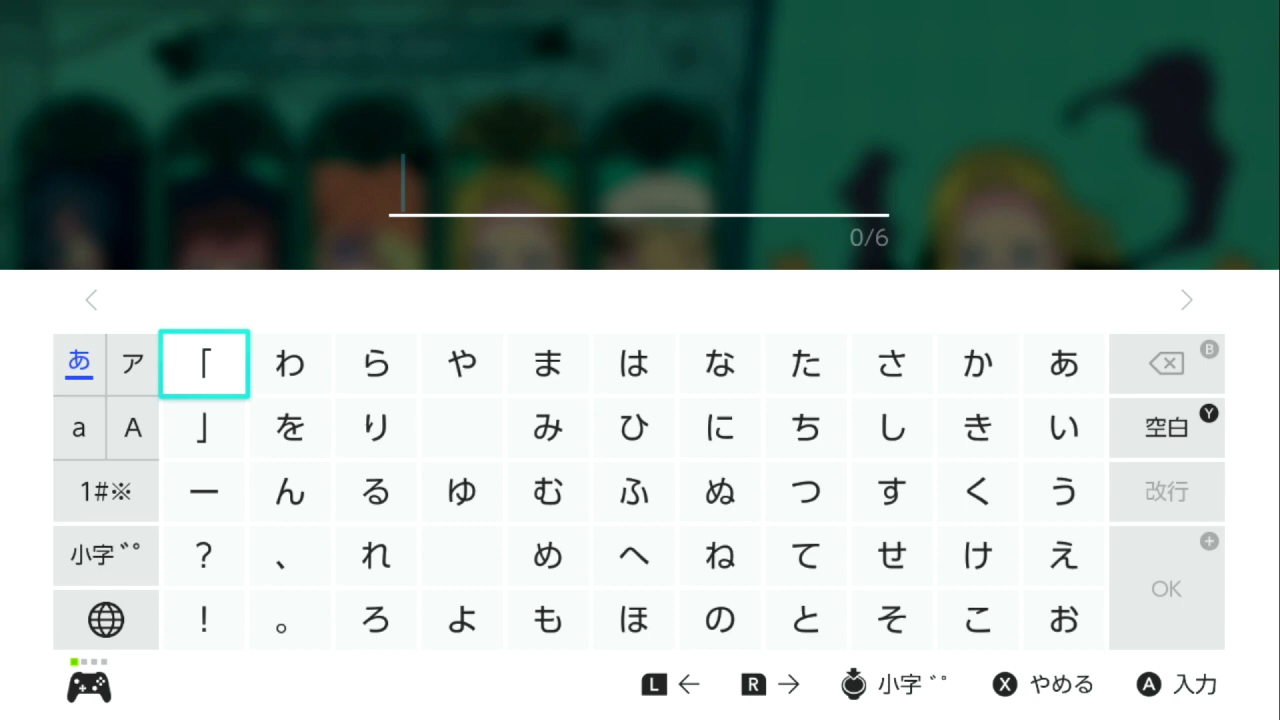 0/6
あ ア 「 わ ら や ま は な た さ か あ B
a A 」 を り み ひ に ち し き い 空白 Y
1#※ ー ん る ゆ む ふ ぬ つ す く う 改行
小字゛゜ ? 、 れ め へ ね て せ け え +
OK
! 。 ろ よ も ほ の と そ こ お
L ← R → 小字゛゜ X やめる A 入力